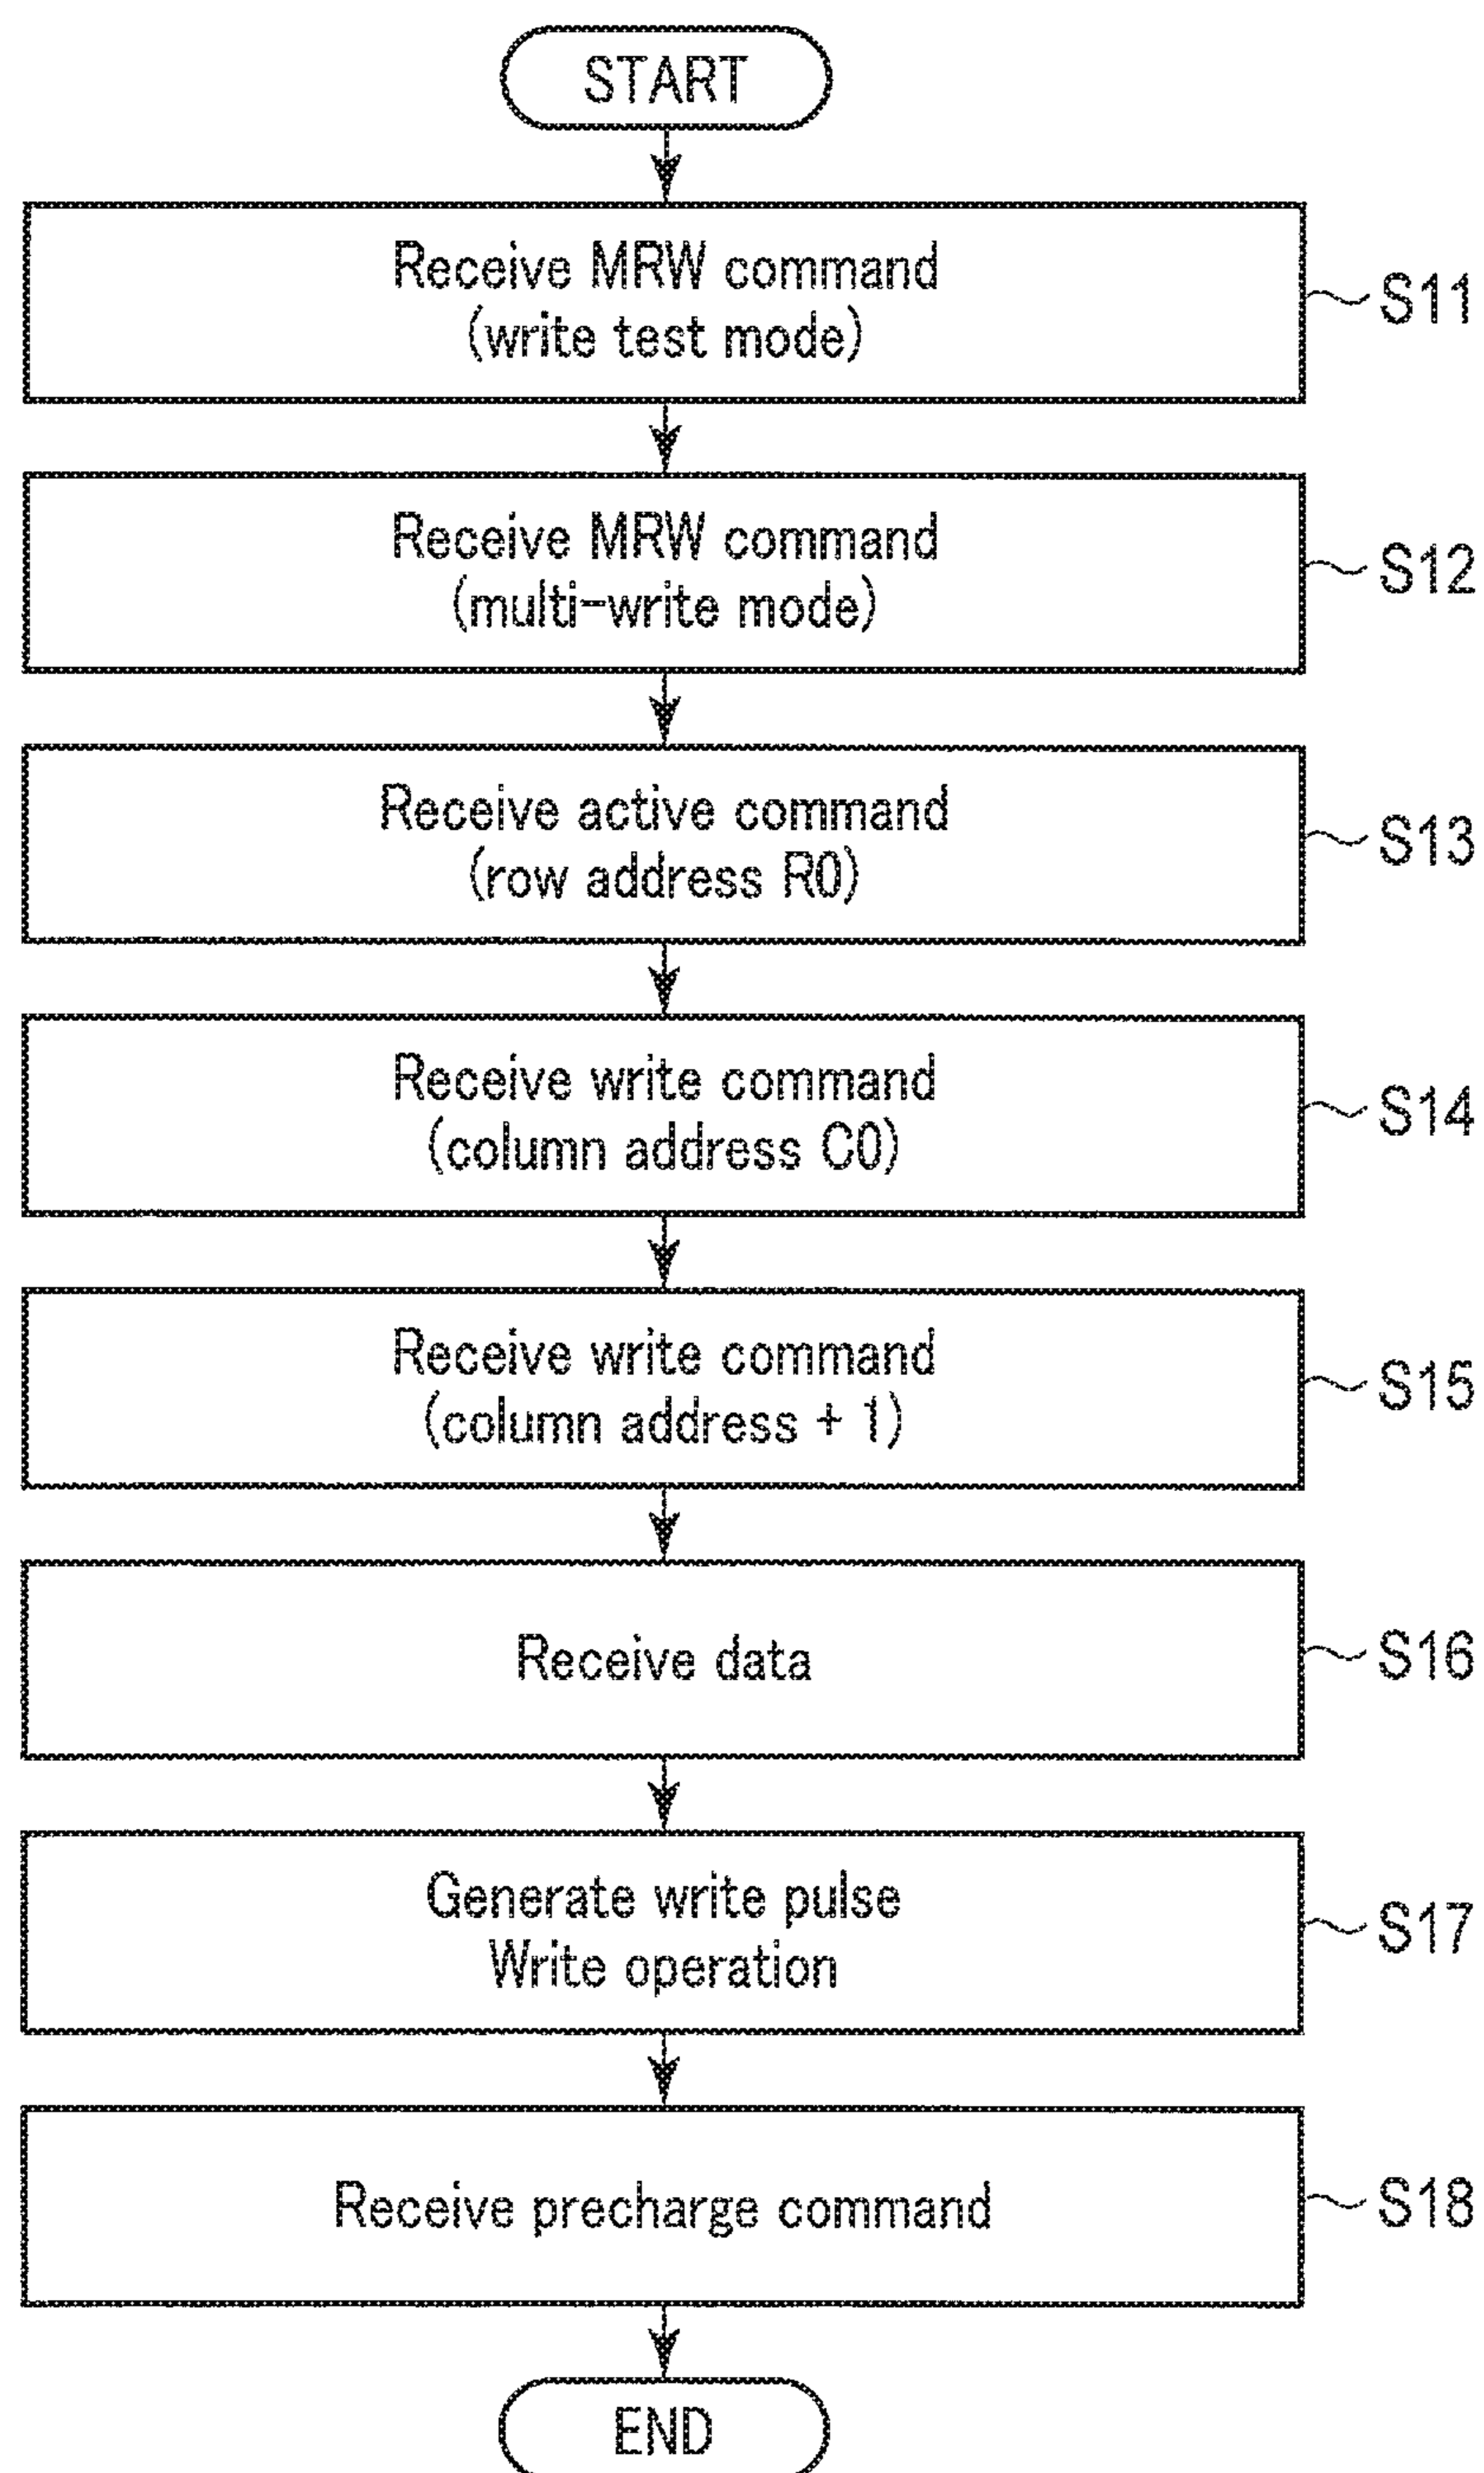 START
Receive MRW command
(write test mode)
S11
Receive MRW command
(multi-write mode)
S12
Receive active command
(row address R0)
S13
Receive write command
(column address C0)
S14
Receive write command
(column address + 1)
S15
Receive data
S16
Generate write pulse
Write operation
S17
Receive precharge command
S18
END